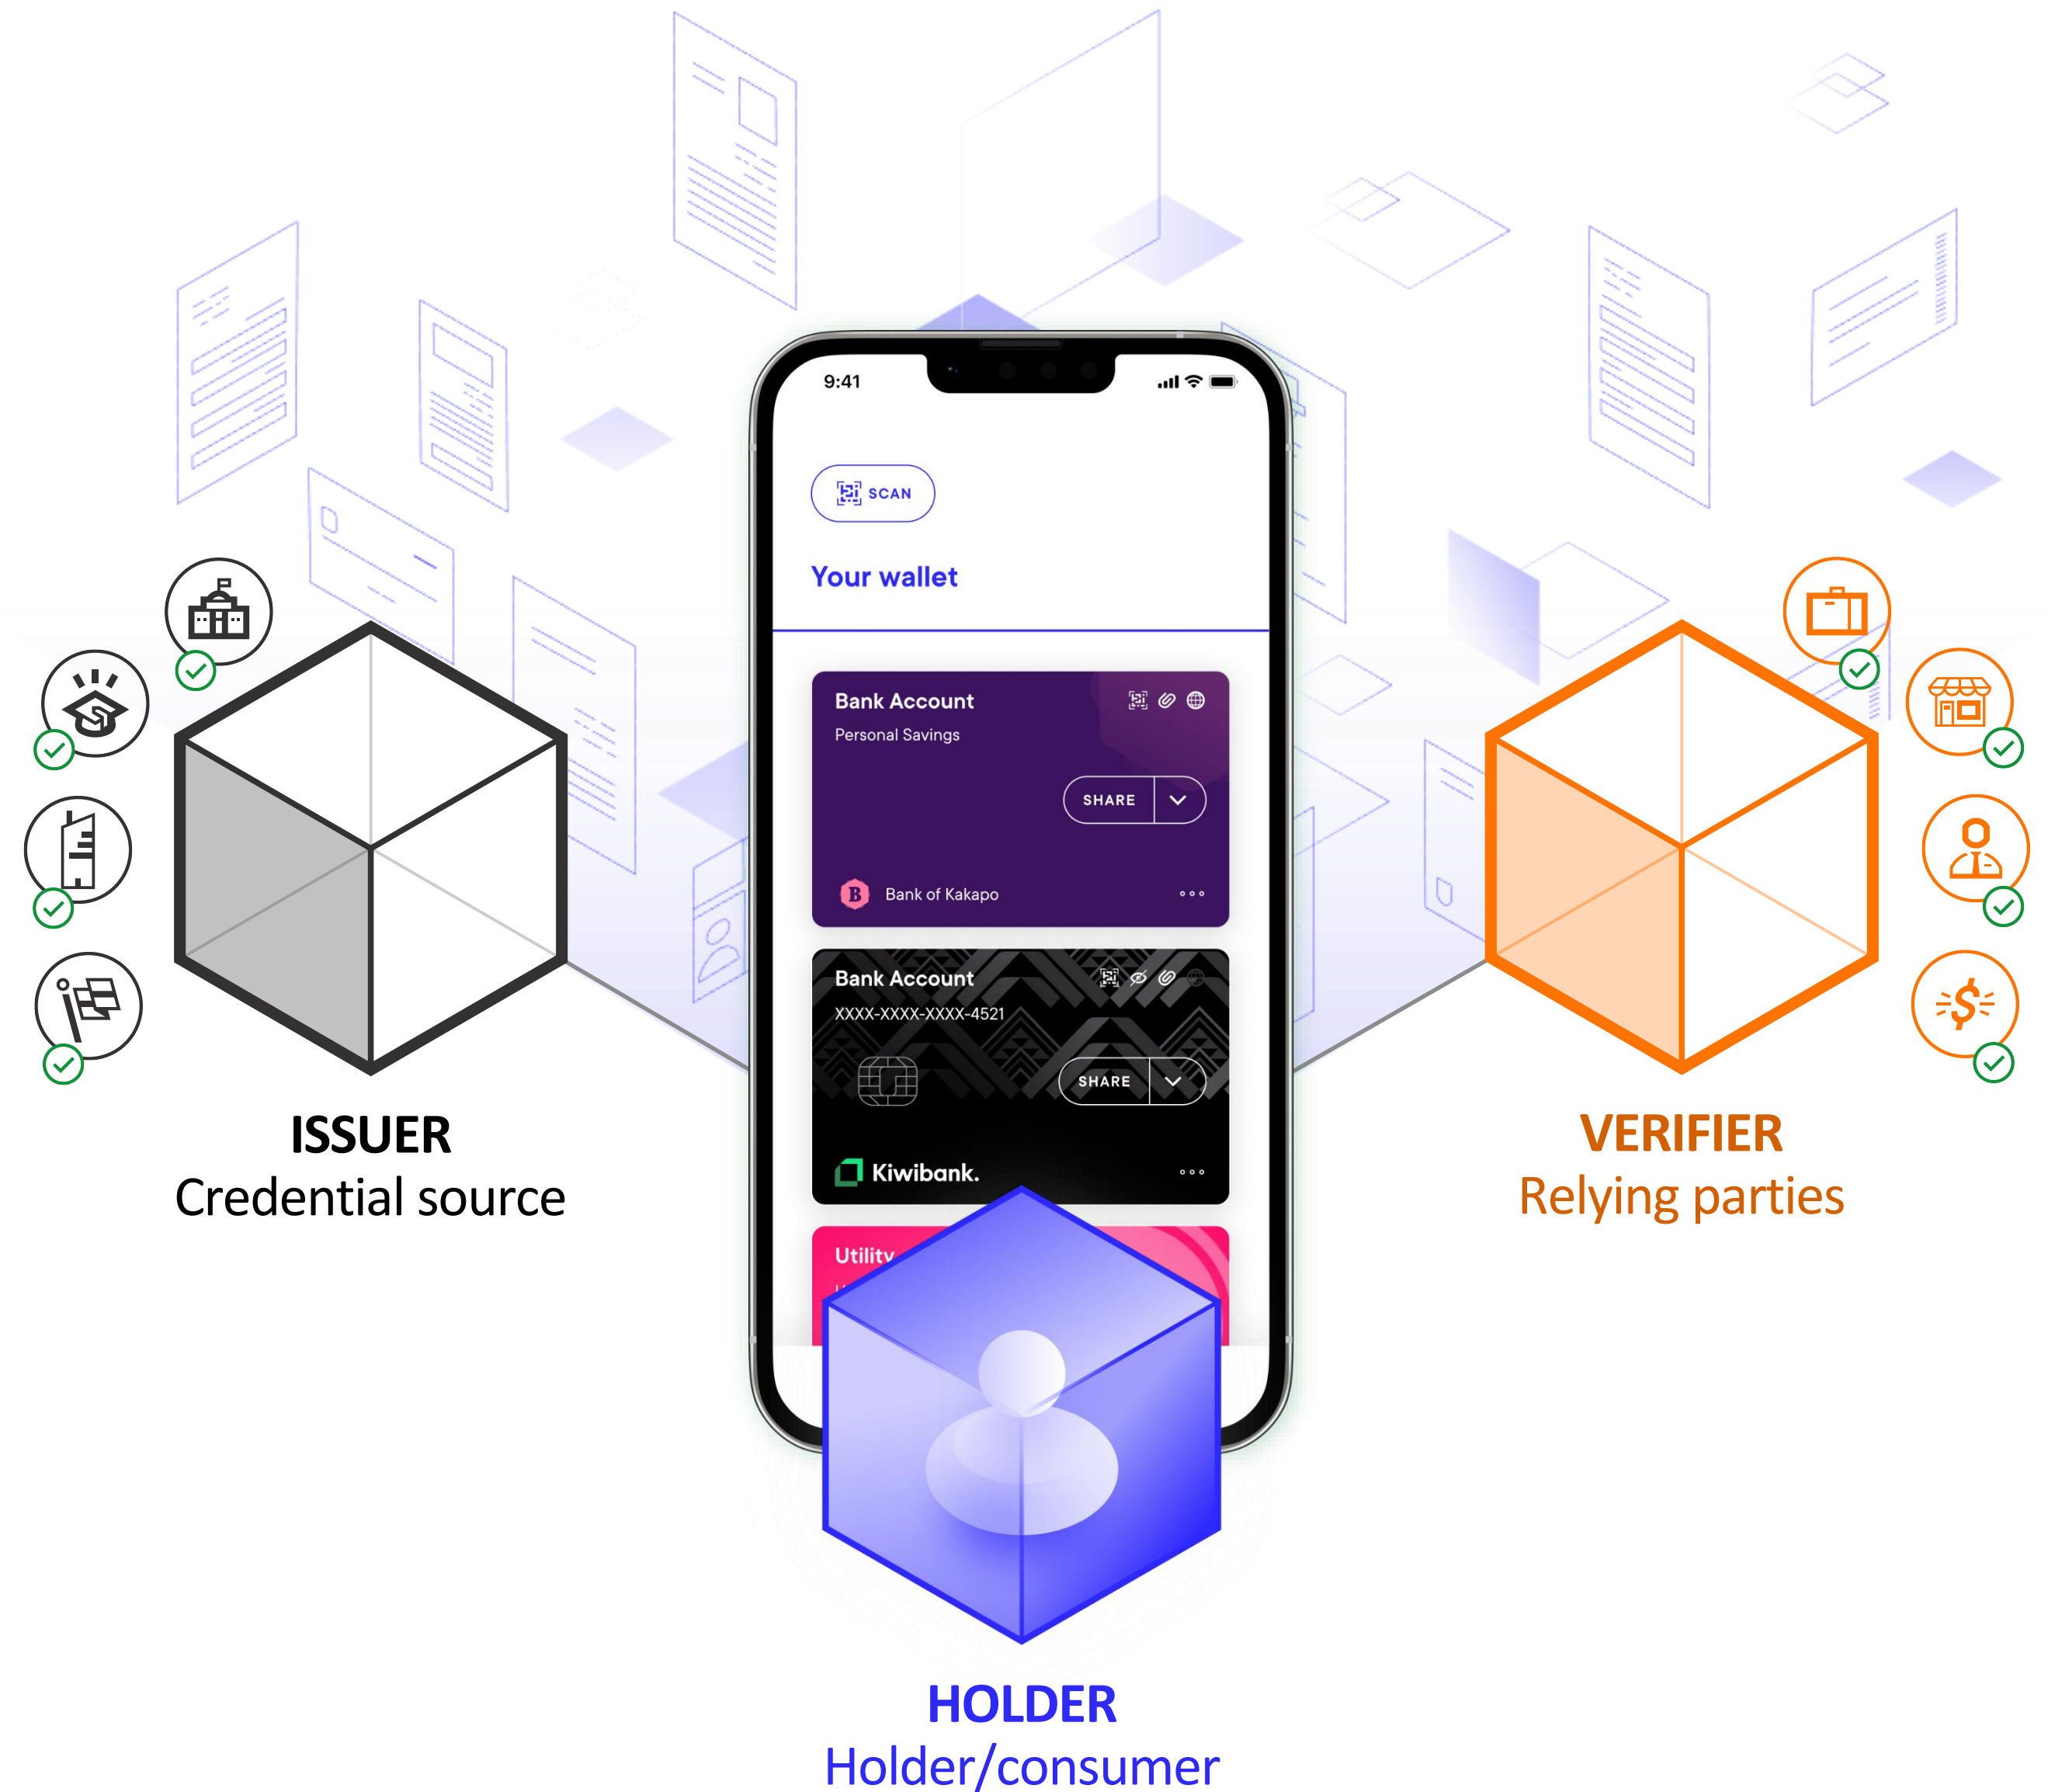 9:41
SCAN
Your wallet
Bank Account
Personal Savings
SHARE
B
Bank of Kakapo
Bank Account
XXXX-XXXX-XXXX-4521
SHARE
Kiwibank.
Utility
ISSUER
Credential source
VERIFIER
Relying parties
HOLDER
Holder/consumer